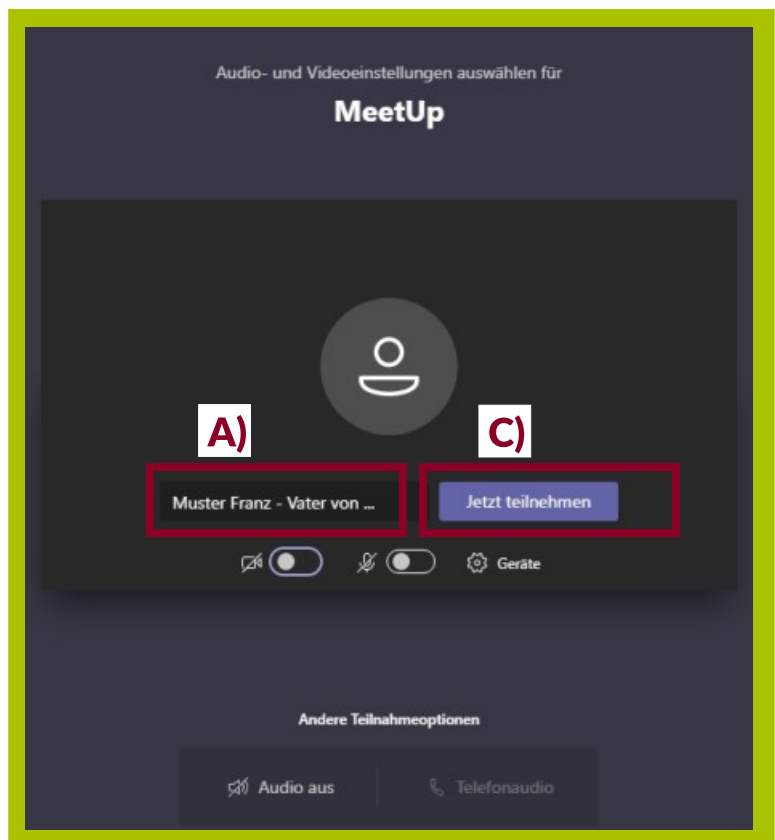 Audio- und Videoeinstellungen auswählen für
MeetUp
A)
C)
Muster Franz - Vater von ...
Jetzt teilnehmen
Geräte
Andere Teilnahmeoptionen
Audio aus
Telefonaudio